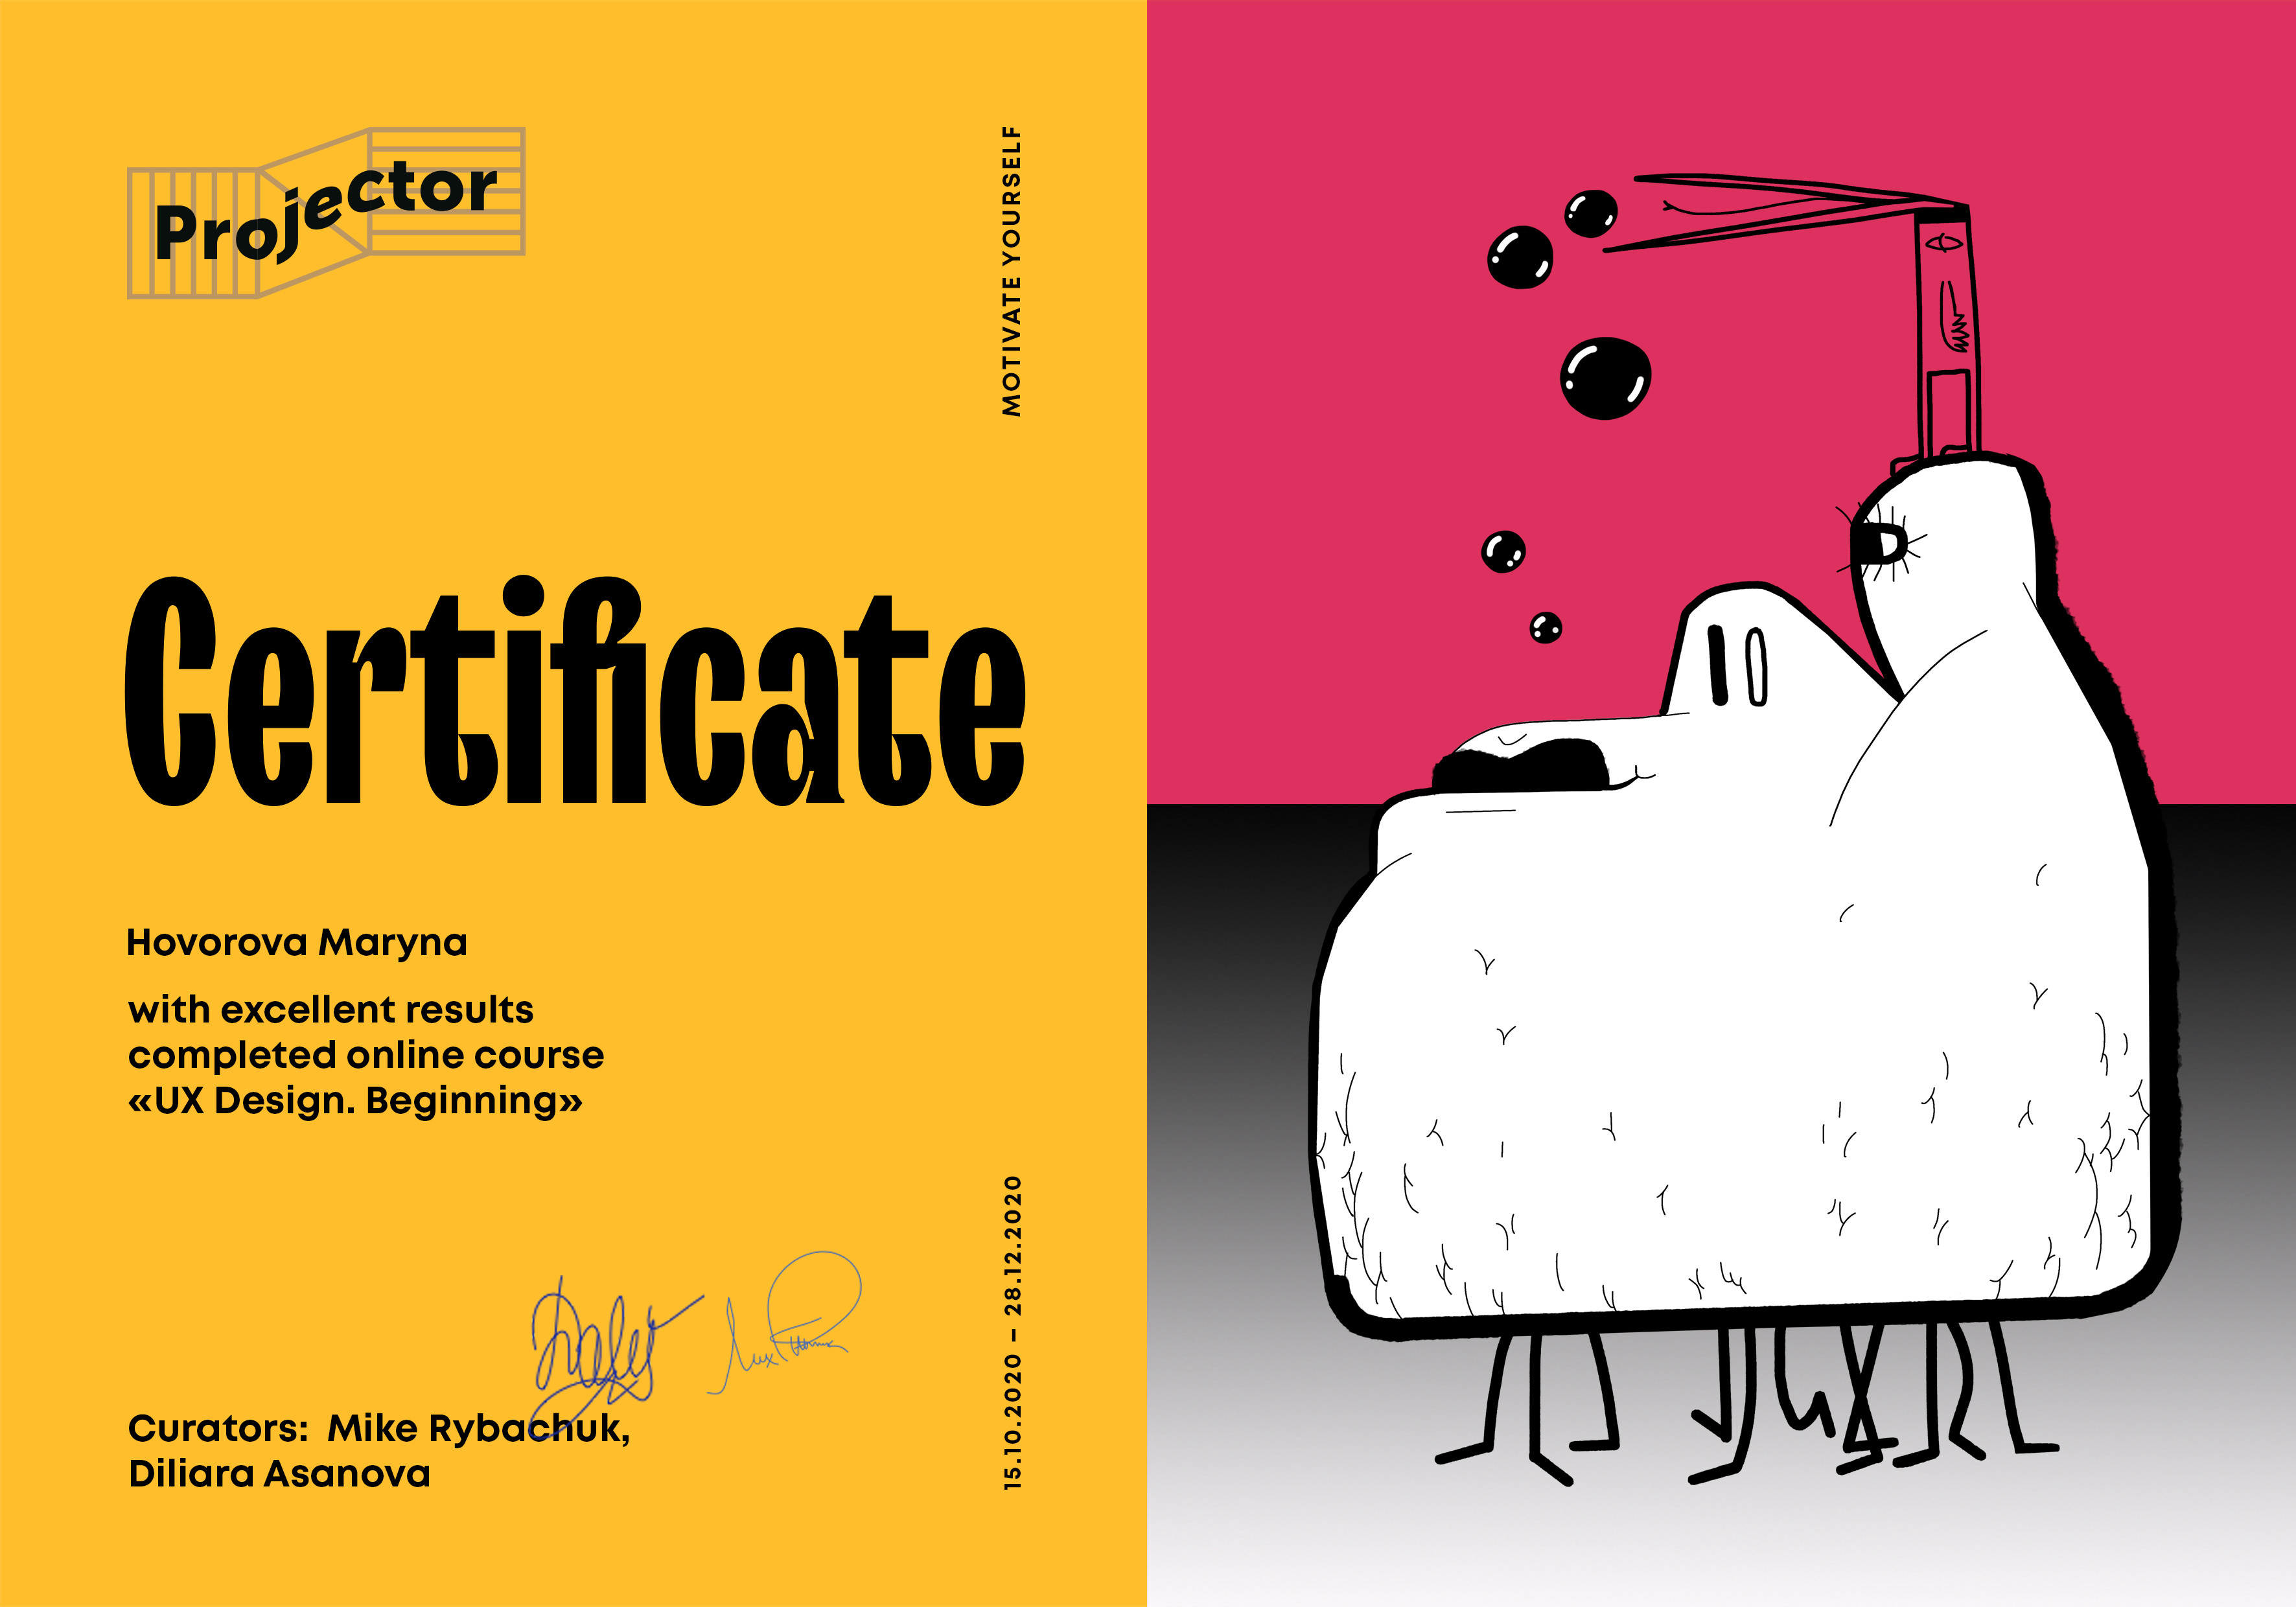 Projector
MOTIVATE YOURSELF
Certificate
Hovorova Maryna
with excellent results
completed online course
«UX Design. Beginning»
15.10.2020 – 28.12.2020
Curators: Mike Rybachuk,
Diliara Asanova